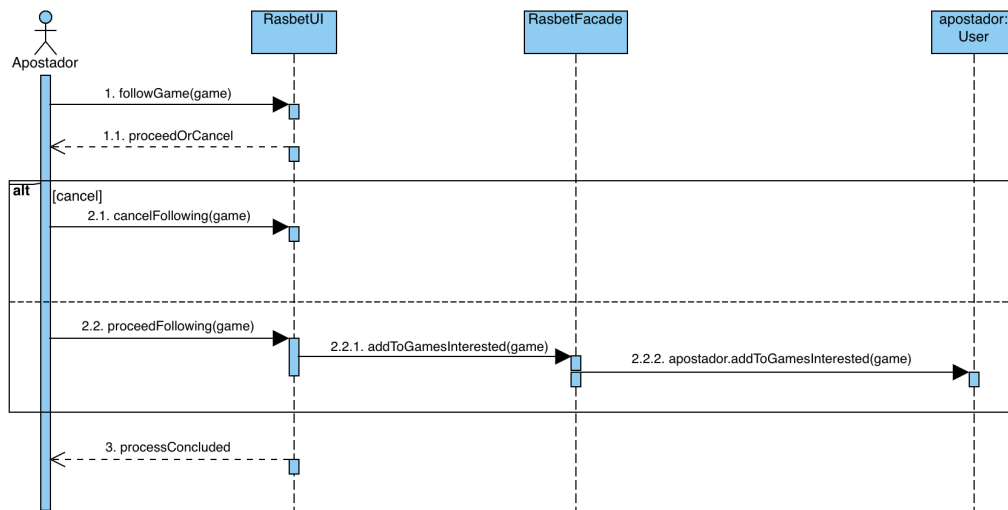 RasbetUI
RasbetFacade
apostador:
User
Apostador
1. followGame(game)
1.1. proceedOrCancel
alt
[cancel]
2.1. cancelFollowing(game)
2.2. proceedFollowing(game)
2.2.1. addToGamesInterested(game)
2.2.2. apostador.addToGamesInterested(game)
3. processConcluded